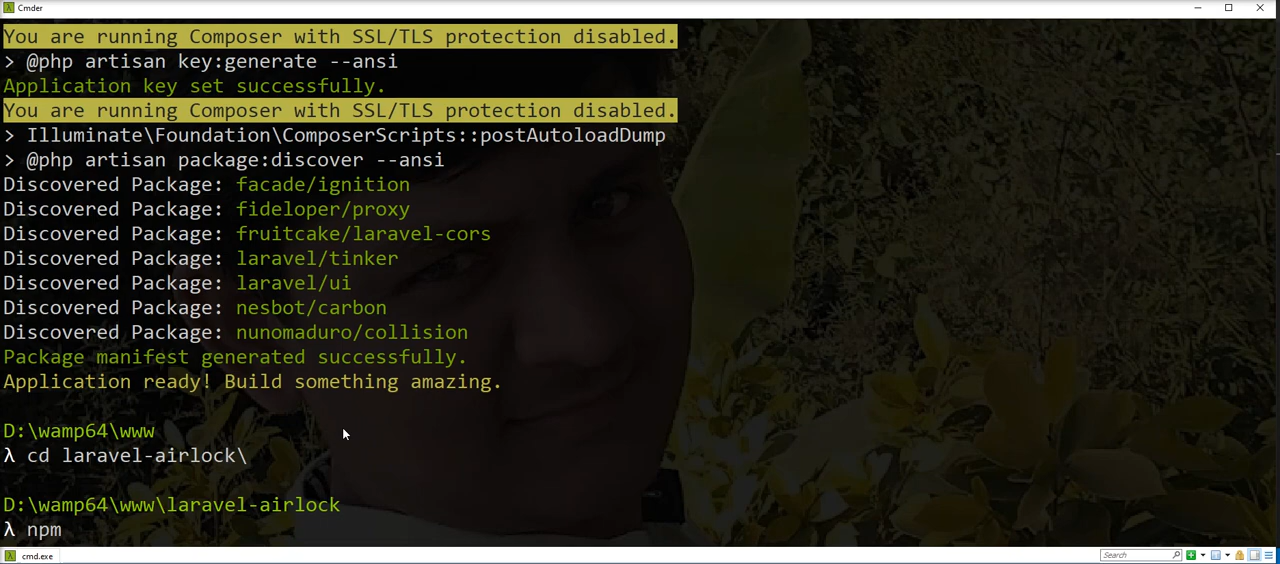 Cmder
You are running Composer with SSL/TLS protection disabled.
> @php artisan key:generate --ansi
Application key set successfully.
You are running Composer with SSL/TLS protection disabled.
> Illuminate\Foundation\ComposerScripts::postAutoloadDump
> @php artisan package:discover --ansi
Discovered Package: facade/ignition
Discovered Package: fideloper/proxy
Discovered Package: fruitcake/laravel-cors
Discovered Package: laravel/tinker
Discovered Package: laravel/ui
Discovered Package: nesbot/carbon
Discovered Package: nunomaduro/collision
Package manifest generated successfully.
Application ready! Build something amazing.
D:\wamp64\www
λ cd laravel-airlock\
D:\wamp64\www\laravel-airlock
λ npm
cmd.exe
Search